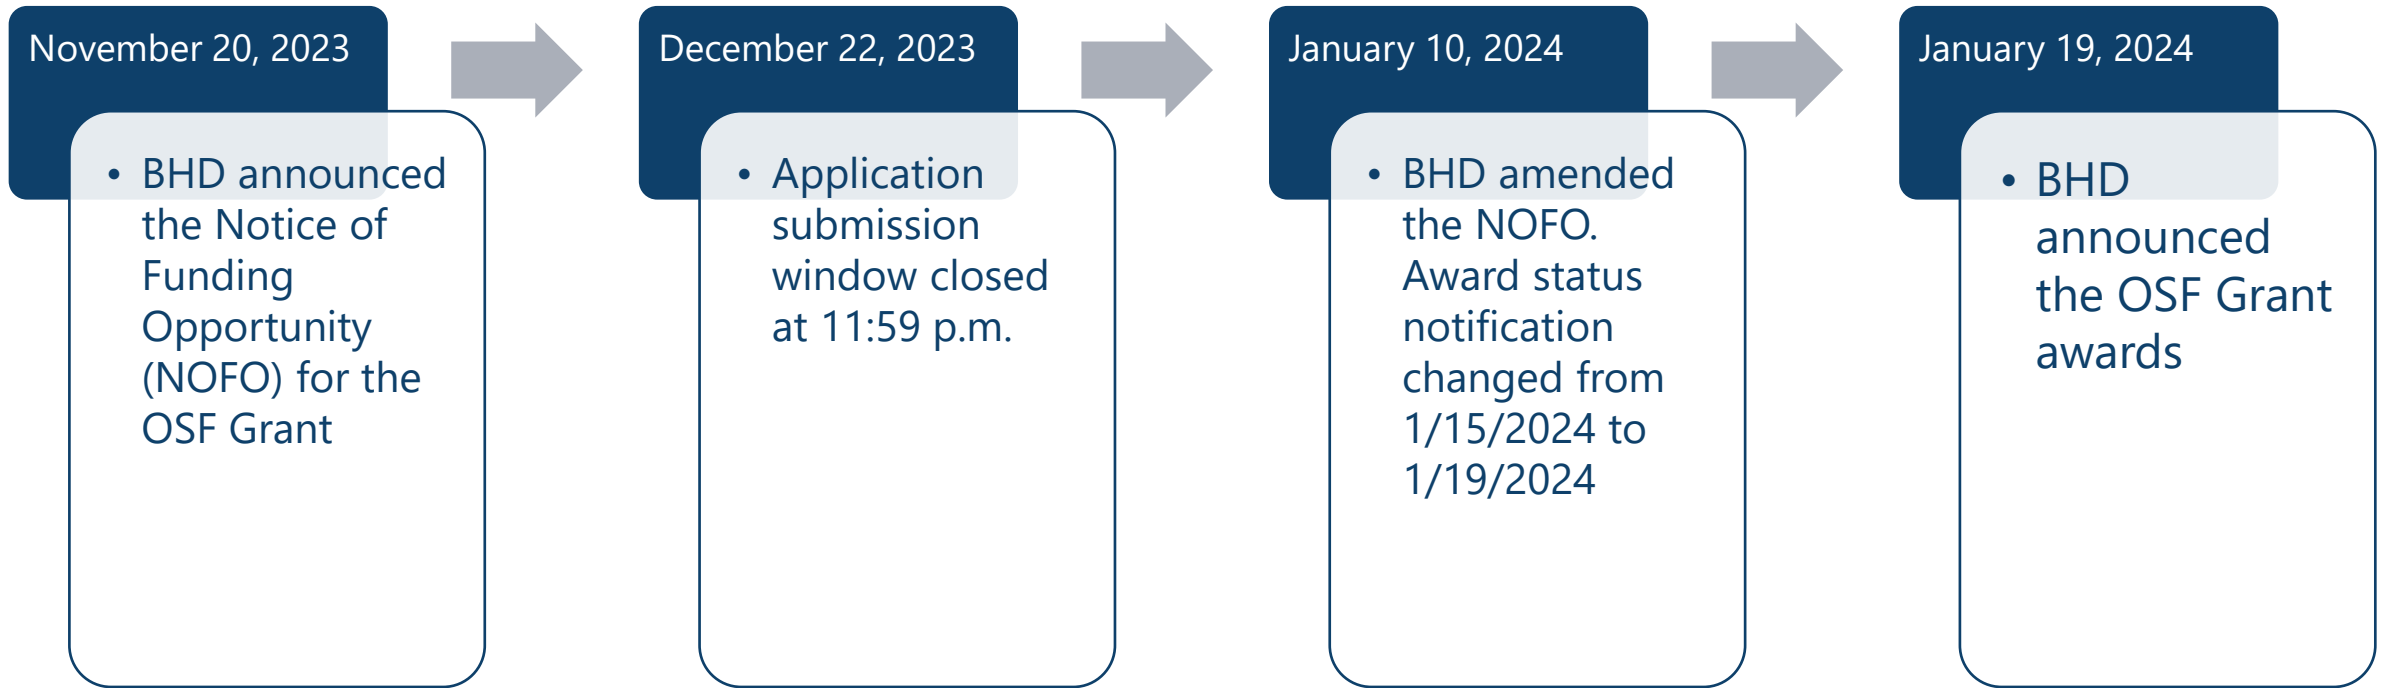 November 20, 2023
• BHD announced
the Notice of
Funding
Opportunity
(NOFO) for the
OSF Grant
December 22, 2023
• Application
submission
window closed
at 11:59 p.m.
January 10, 2024
• BHD amended
the NOFO.
Award status
notification
changed from
1/15/2024 to
1/19/2024
January 19, 2024
• BHD
announced
the OSF Grant
awards